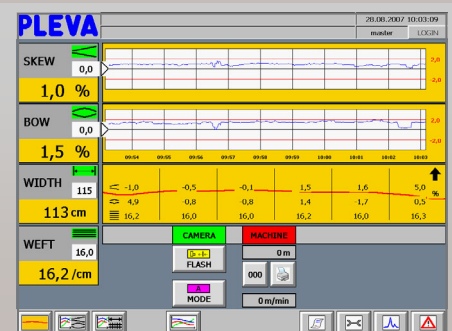 PLEVA
28.08.2007 10:03:09
master LOGIN
SKEW
0,0
1,0 %
2,0
-2,0
BOW
0,0
1,5 %
2,0
-2,0
09:54 09:55 09:56 09:57 09:58 09:59 10:00 10:01 10:02 10:03
WIDTH
115
113 cm
-1,0 -0,5 -0,1 1,5 1,6 5,0 %
4,9 -0,8 -0,8 1,4 -1,7 0,5
16,2 16,0 16,0 16,2 16,0 16,3
WEFT
16,0
16,2 /cm
CAMERA MACHINE
FLASH
0 m
000
A
MODE
0 m/min